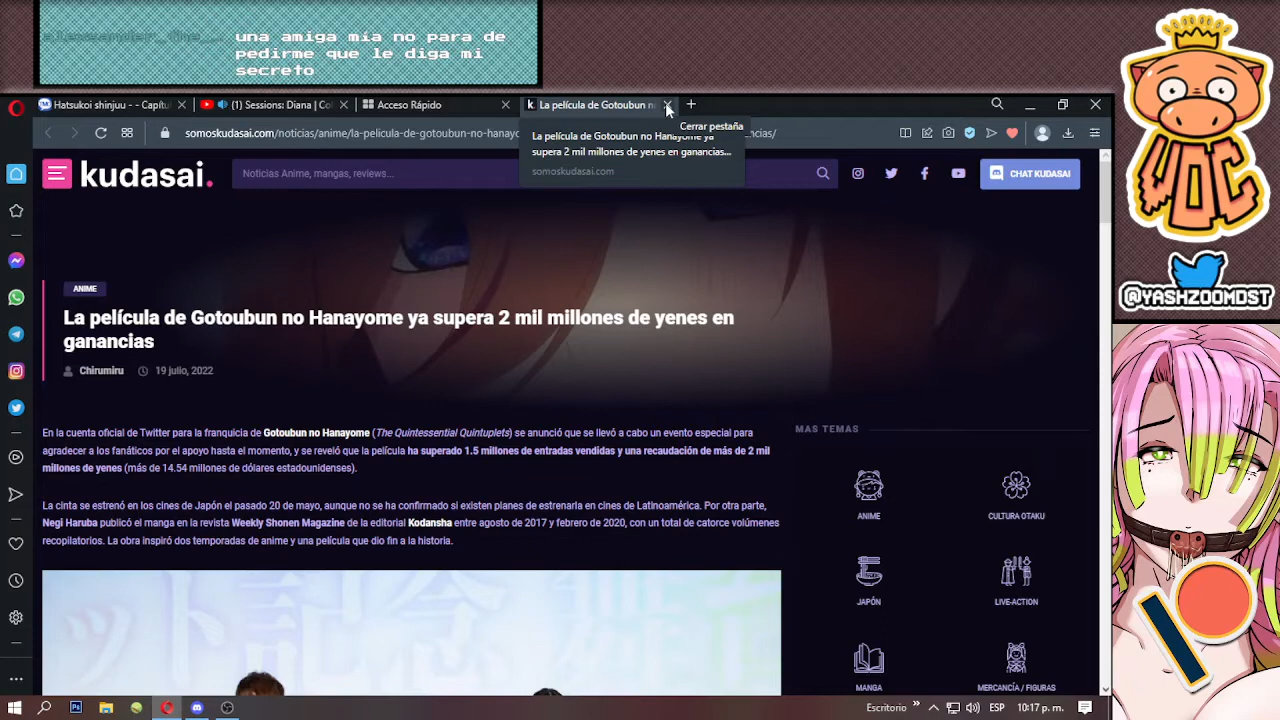 una amiga mía no para de
pedirme que le diga mi
secreto
Hatsukoi shinjuu - - Capítu
(1) Sessions: Diana | Co
Acceso Rápido
La película de Gotoubun no
Cerrar pestaña
somoskudasai.com/noticias/anime/la-pelicula-de-gotoubun-no-hanayo
La película de Gotoubun no Hanayome ya
supera 2 mil millones de yenes en ganancias...
somoskudasai.com
kudasai.
Noticias Anime, mangas, reviews...
CHAT KUDASAI
ANIME
La película de Gotoubun no Hanayome ya supera 2 mil millones de yenes en
ganancias
Chirumiru 19 julio, 2022
En la cuenta oficial de Twitter para la franquicia de Gotoubun no Hanayome (The Quintessential Quintuplets) se anunció que se llevó a cabo un evento especial para
agradecer a los fanáticos por el apoyo hasta el momento, y se reveló que la película ha superado 1.5 millones de entradas vendidas y una recaudación de más de 2 mil
millones de yenes (más de 14.54 millones de dólares estadounidenses).
La cinta se estrenó en los cines de Japón el pasado 20 de mayo, aunque no se ha confirmado si existen planes de estrenarla en cines de Latinoamérica. Por otra parte,
Negi Haruba publicó el manga en la revista Weekly Shonen Magazine de la editorial Kodansha entre agosto de 2017 y febrero de 2020, con un total de catorce volúmenes
recopilatorios. La obra inspiró dos temporadas de anime y una película que dio fin a la historia.
MAS TEMAS
ANIME
CULTURA OTAKU
JAPÓN
LIVE-ACTION
MANGA
MERCANCÍA / FIGURAS
@YASHZOOMDST
Escritorio
ESP
10:17 p. m.